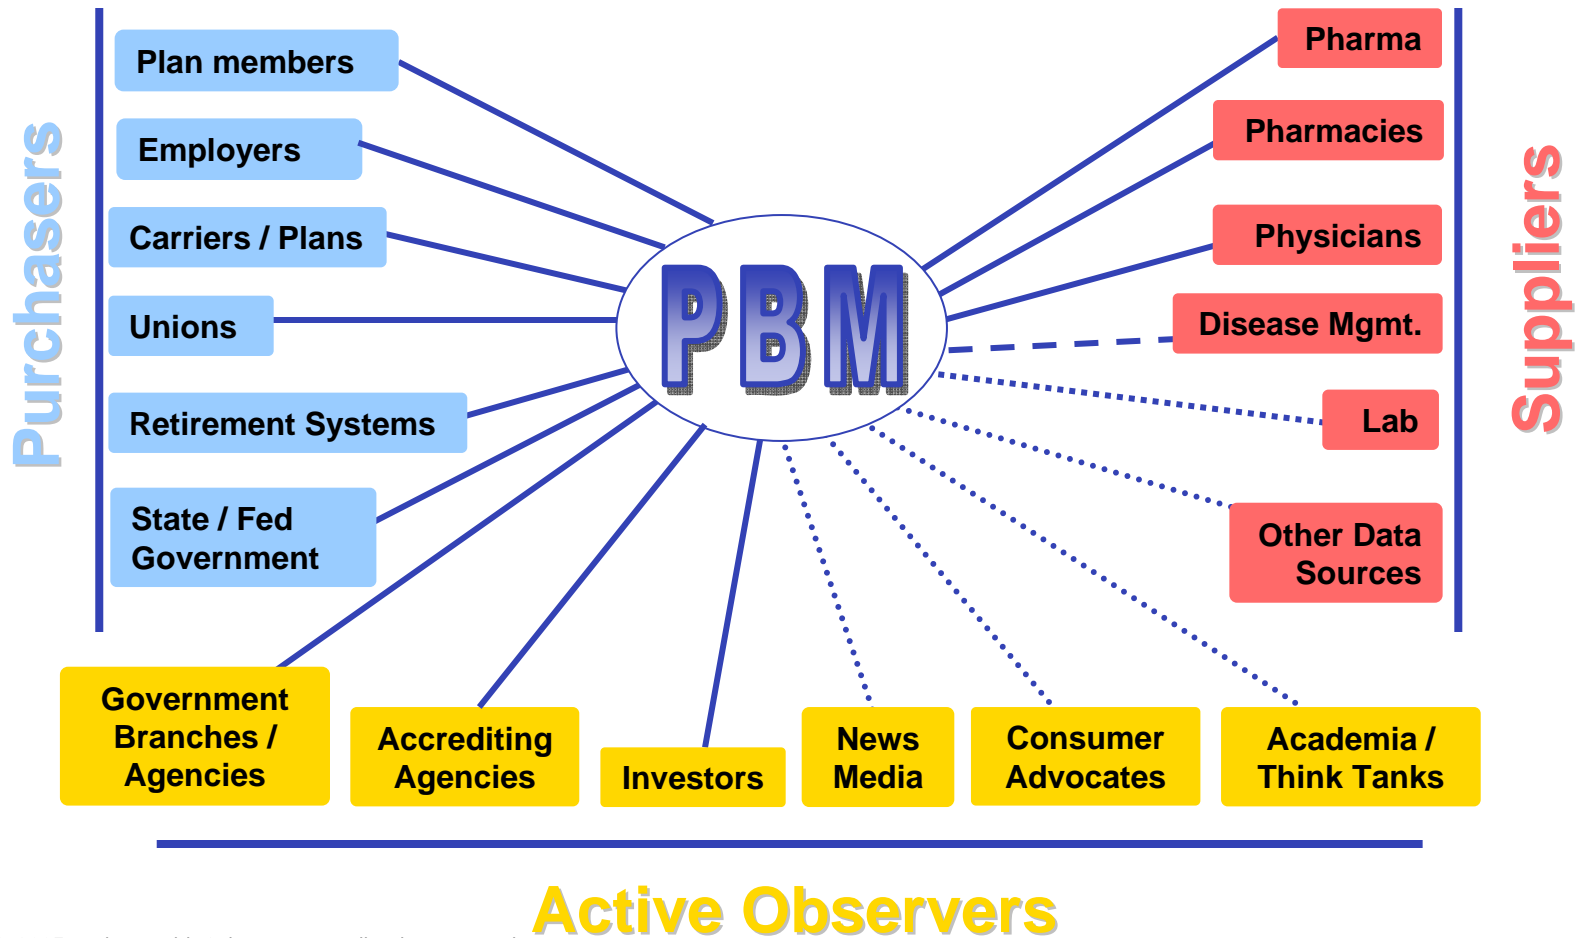 Purchasers
Plan members
Employers
Carriers / Plans
Unions
Retirement Systems
State / Fed
Government
PBM
Pharma
Pharmacies
Physicians
Disease Mgmt.
Lab
Other Data
Sources
Suppliers
Government
Branches /
Agencies
Accrediting
Agencies
Investors
News
Media
Consumer
Advocates
Academia /
Think Tanks
Active Observers